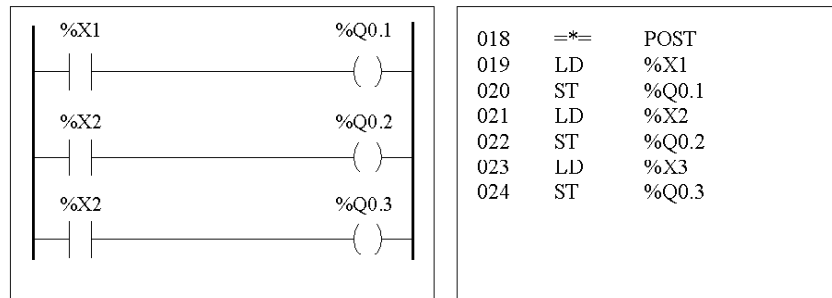 %X1 %Q0.1
%X2 %Q0.2
%X2 %Q0.3
018 =*= POST
019 LD %X1
020 ST %Q0.1
021 LD %X2
022 ST %Q0.2
023 LD %X3
024 ST %Q0.3